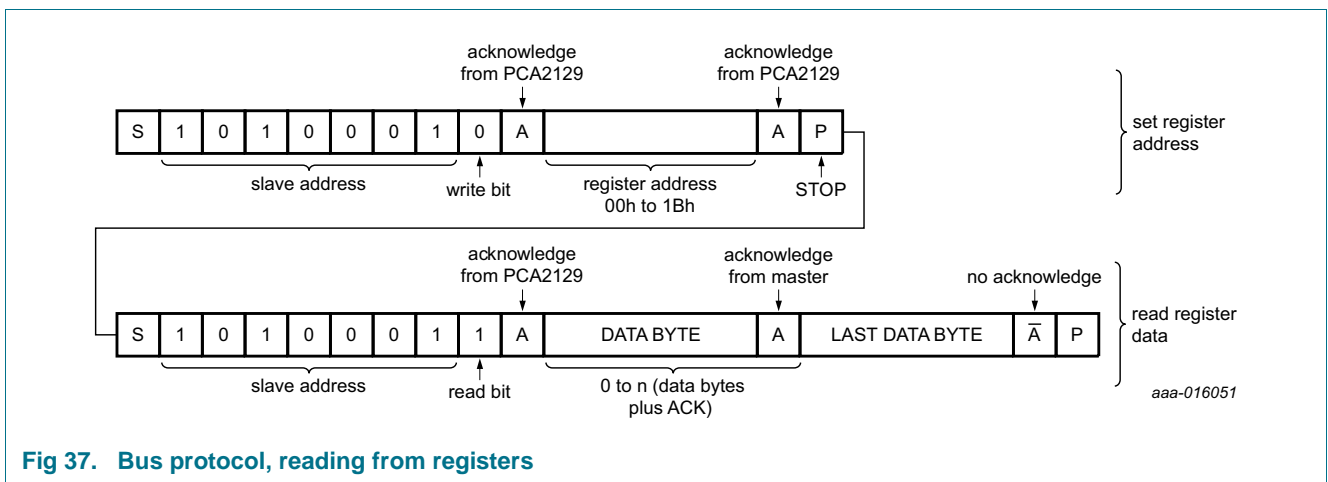 acknowledge
from PCA2129
acknowledge
from PCA2129
S 1 0 1 0 0 0 1 0 A A P
set register
address
slave address
write bit
register address
00h to 1Bh
STOP
acknowledge
from PCA2129
acknowledge
from master
no acknowledge
S 1 0 1 0 0 0 1 1 A DATA BYTE A LAST DATA BYTE A̅ P
read register
data
slave address
read bit
0 to n (data bytes
plus ACK)
aaa-016051
Fig 37. Bus protocol, reading from registers